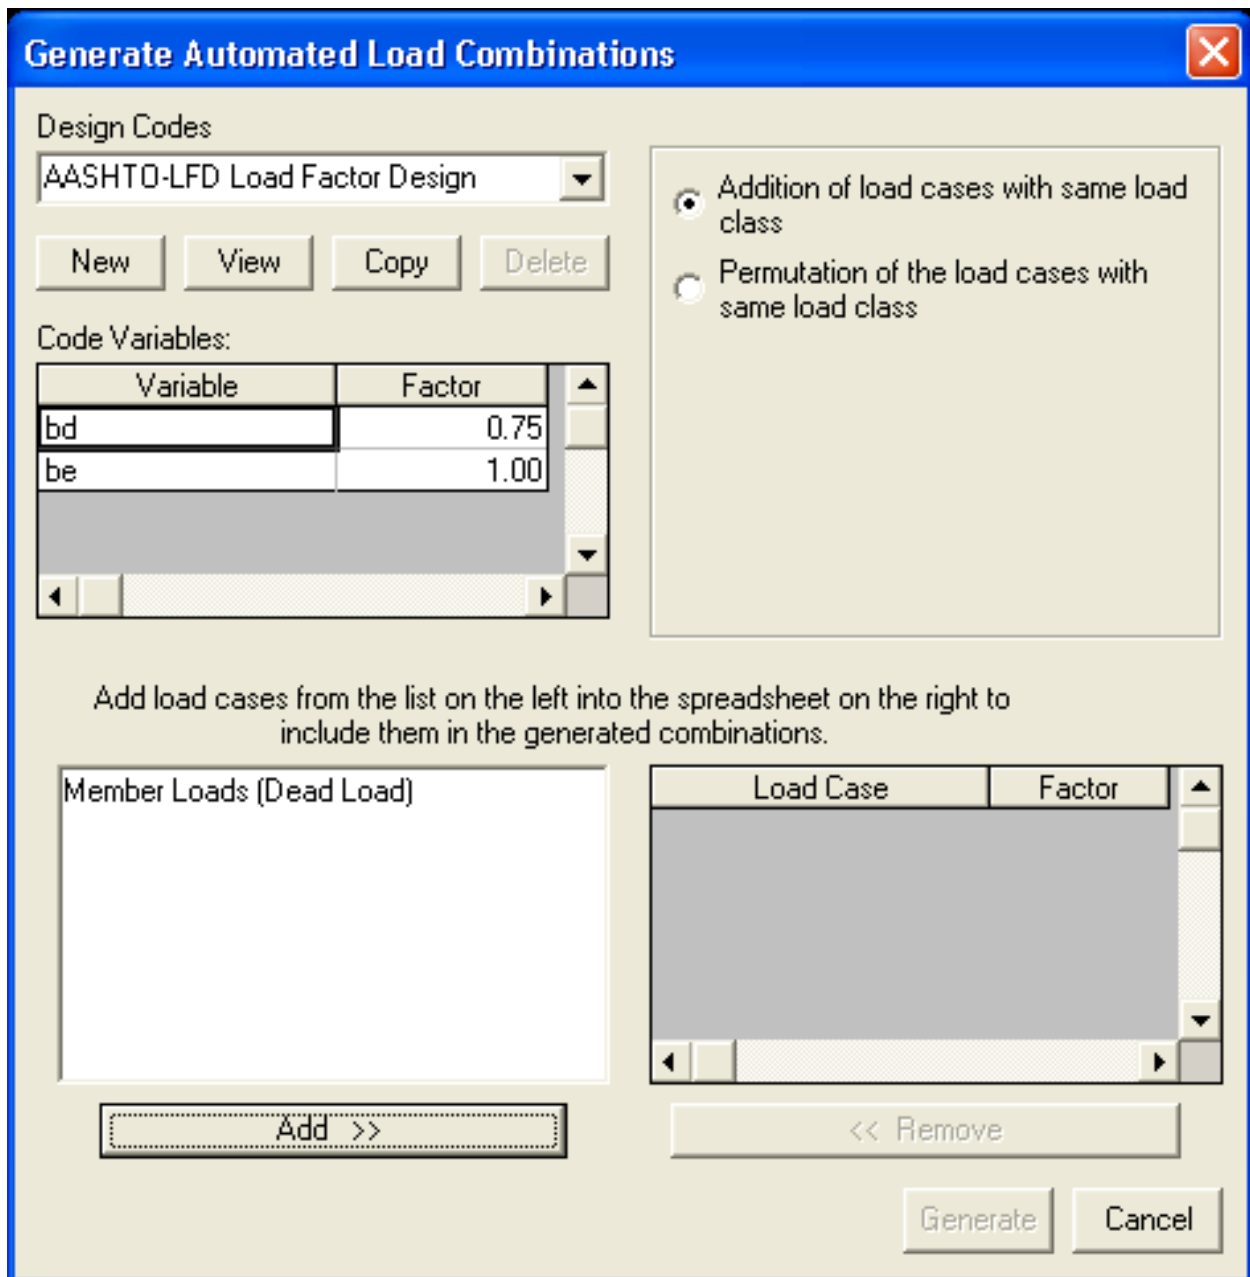 Generate Automated Load Combinations
Design Codes
AASHTO-LFD Load Factor Design
New View Copy Delete
Code Variables:
Variable Factor
bd 0.75
be 1.00
Addition of load cases with same load
class
Permutation of the load cases with
same load class
Add load cases from the list on the left into the spreadsheet on the right to
include them in the generated combinations.
Member Loads (Dead Load)
Load Case Factor
Add >>
<< Remove
Generate Cancel